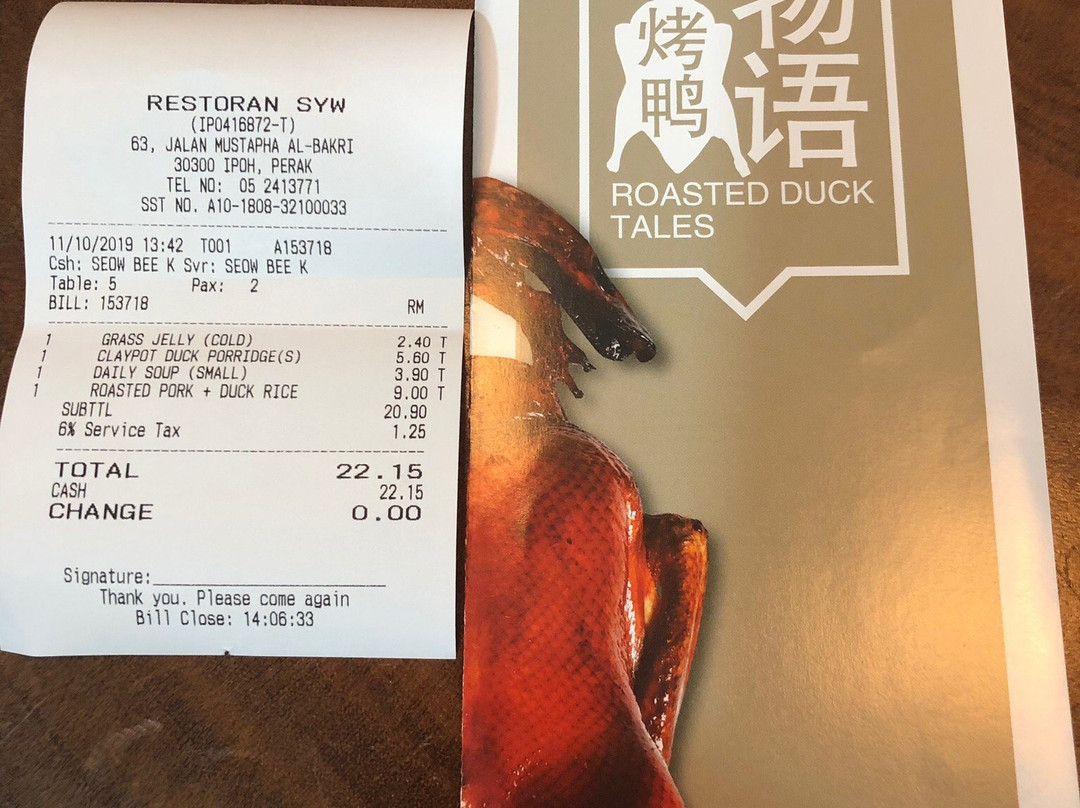 RESTORAN SYW
(IP0416872-T)
63, JALAN MUSTAPHA AL-BAKRI
30300 IPOH, PERAK
TEL NO: 05 2413771
SST NO. A10-1808-32100033
11/10/2019 13:42 T001 A153718
Csh: SEOW BEE K Svr: SEOW BEE K
Table: 5 Pax: 2
BILL: 153718 RM
1 GRASS JELLY (COLD) 2.40 T
1 CLAYPOT DUCK PORRIDGE(S) 5.60 T
1 DAILY SOUP (SMALL) 3.90 T
1 ROASTED PORK + DUCK RICE 9.00 T
SUBTTL 20.90
6% Service Tax 1.25
TOTAL 22.15
CASH 22.15
CHANGE 0.00
Signature:
Thank you. Please come again
Bill Close: 14:06:33
烤鸭
物语
ROASTED DUCK
TALES